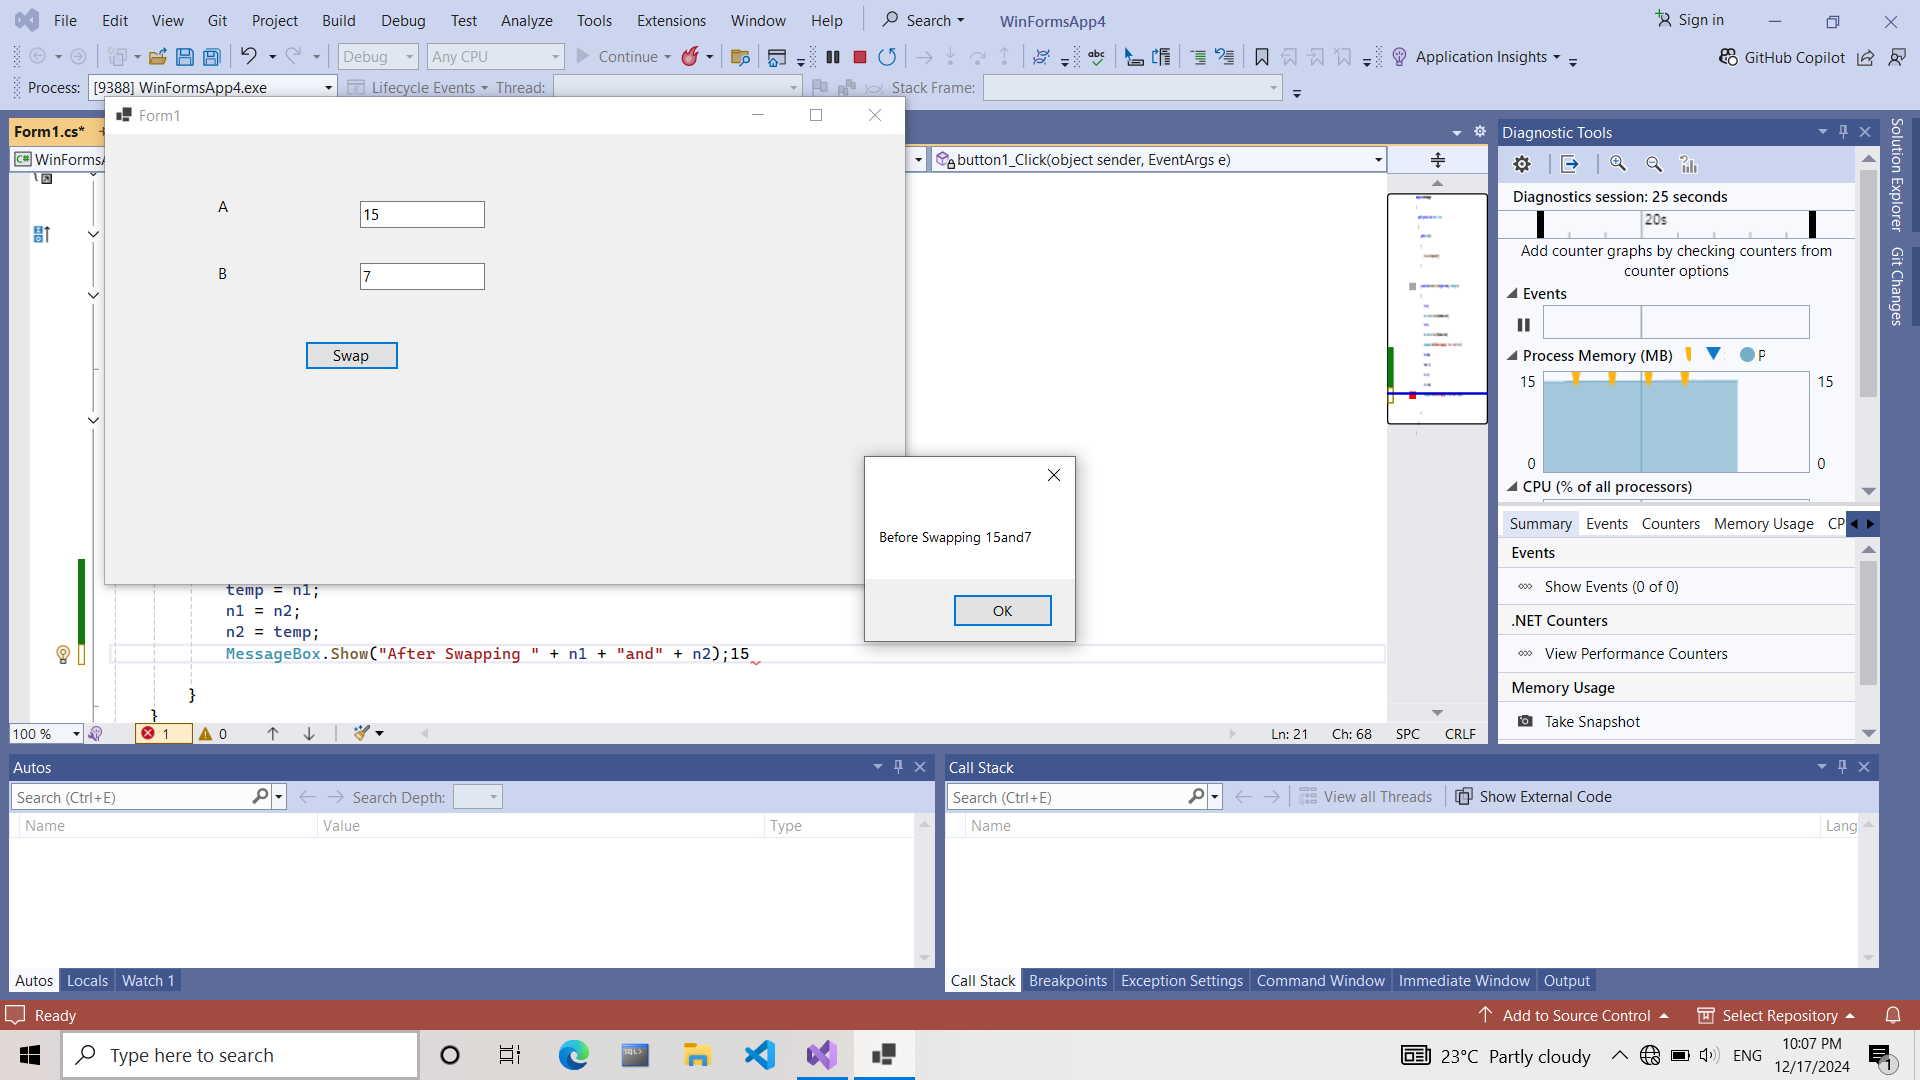 File Edit View Git Project Build Debug Test Analyze Tools Extensions Window Help Search WinFormsApp4 Sign in
Debug Any CPU Continue abc Application Insights GitHub Copilot
Process: [9388] WinFormsApp4.exe Lifecycle Events Thread: Stack Frame:
Form1
Form1.cs*
WinFormsA
C#
button1_Click(object sender, EventArgs e)
A 15
B 7
Swap
Before Swapping 15and7
OK
temp = n1;
n1 = n2;
n2 = temp;
MessageBox.Show("After Swapping " + n1 + "and" + n2);15
}
}
100 % 1 0 Ln: 21 Ch: 68 SPC CRLF
Diagnostic Tools
Diagnostics session: 25 seconds
20s
Add counter graphs by checking counters from
counter options
Events
Process Memory (MB) P
15 15
0 0
CPU (% of all processors)
Summary Events Counters Memory Usage CP
Events
Show Events (0 of 0)
.NET Counters
View Performance Counters
Memory Usage
Take Snapshot
Solution Explorer
Git Changes
Autos
Search (Ctrl+E) Search Depth:
Name Value Type
Autos Locals Watch 1
Call Stack
Search (Ctrl+E) View all Threads Show External Code
Name Lang
Call Stack Breakpoints Exception Settings Command Window Immediate Window Output
Ready Add to Source Control Select Repository
Type here to search
SQL>
23°C Partly cloudy ENG 10:07 PM
12/17/2024
1